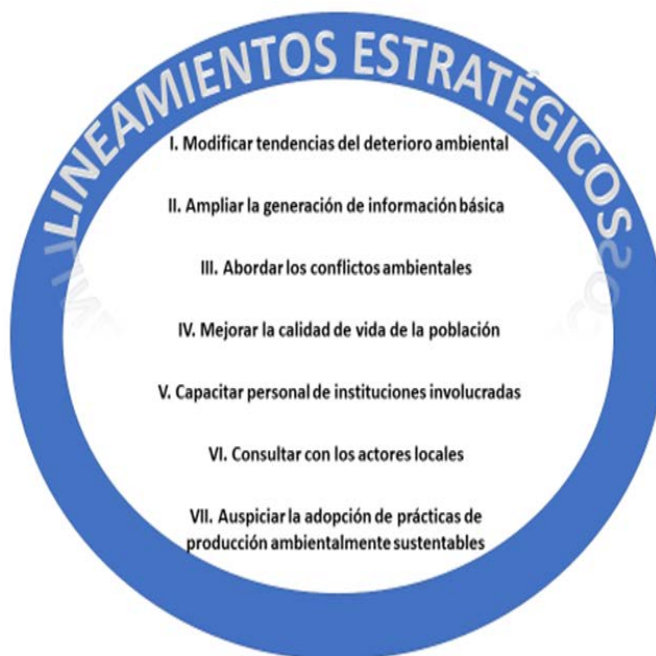 LINEAMIENTOS ESTRATÉGICOS
I. Modificar tendencias del deterioro ambiental
II. Ampliar la generación de información básica
III. Abordar los conflictos ambientales
IV. Mejorar la calidad de vida de la población
V. Capacitar personal de instituciones involucradas
VI. Consultar con los actores locales
VII. Auspiciar la adopción de prácticas de
producción ambientalmente sustentables